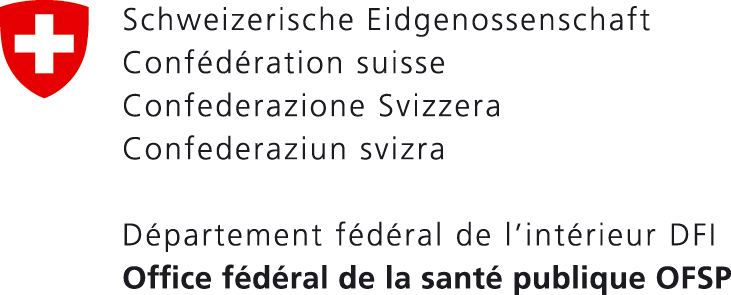 Schweizerische Eidgenossenschaft
Confédération suisse
Confederazione Svizzera
Confederaziun svizra
Département fédéral de l’intérieur DFI
Office fédéral de la santé publique OFSP